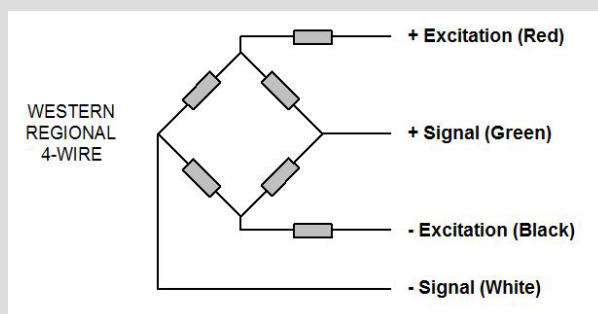 + Excitation (Red)
WESTERN
REGIONAL
4-WIRE
+ Signal (Green)
- Excitation (Black)
- Signal (White)